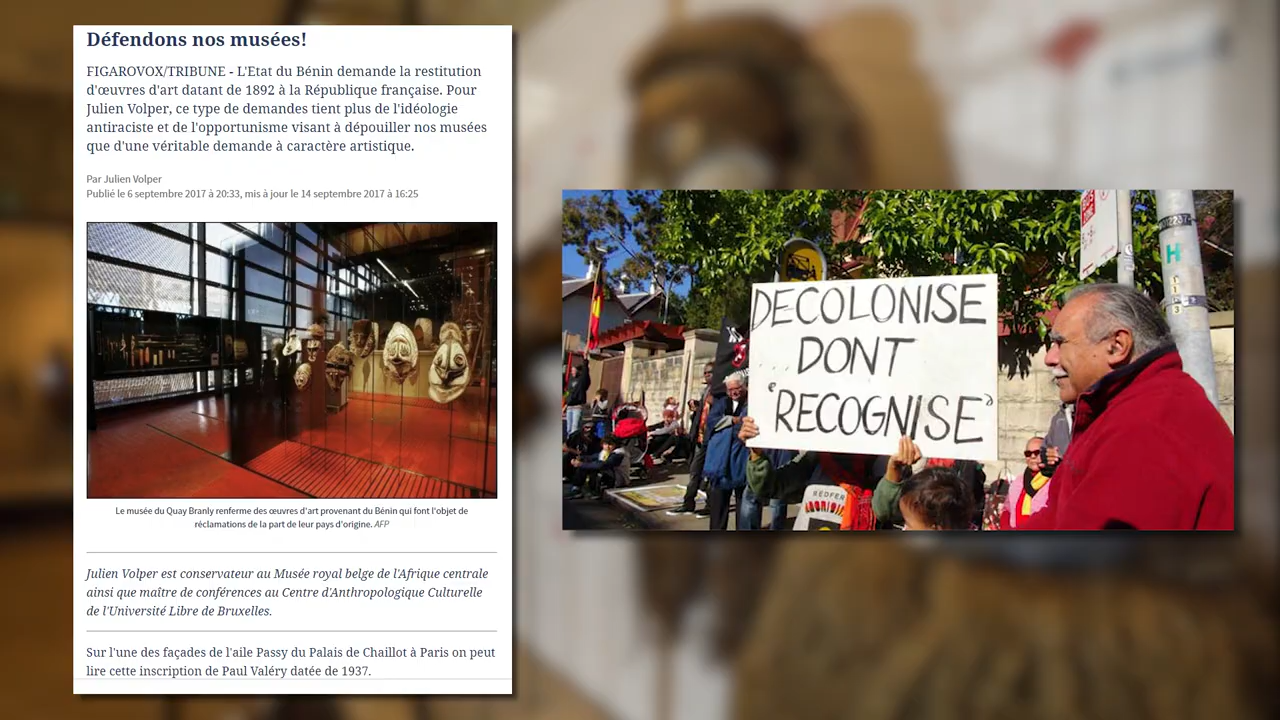 Défendons nos musées!
FIGAROVOX/TRIBUNE - L'Etat du Bénin demande la restitution
d'œuvres d'art datant de 1892 à la République française. Pour
Julien Volper, ce type de demandes tient plus de l'idéologie
antiraciste et de l'opportunisme visant à dépouiller nos musées
que d'une véritable demande à caractère artistique.
Par Julien Volper
Publié le 6 septembre 2017 à 20:33, mis à jour le 14 septembre 2017 à 16:25
Le musée du Quay Branly renferme des œuvres d'art provenant du Bénin qui font l'objet de
réclamations de la part de leur pays d'origine. AFP
Julien Volper est conservateur au Musée royal belge de l'Afrique centrale
ainsi que maître de conférences au Centre d'Anthropologique Culturelle
de l'Université Libre de Bruxelles.
Sur l'une des façades de l'aile Passy du Palais de Chaillot à Paris on peut
lire cette inscription de Paul Valéry datée de 1937.
DECOLONISE
DONT
'RECOGNISE'
REDFER
H